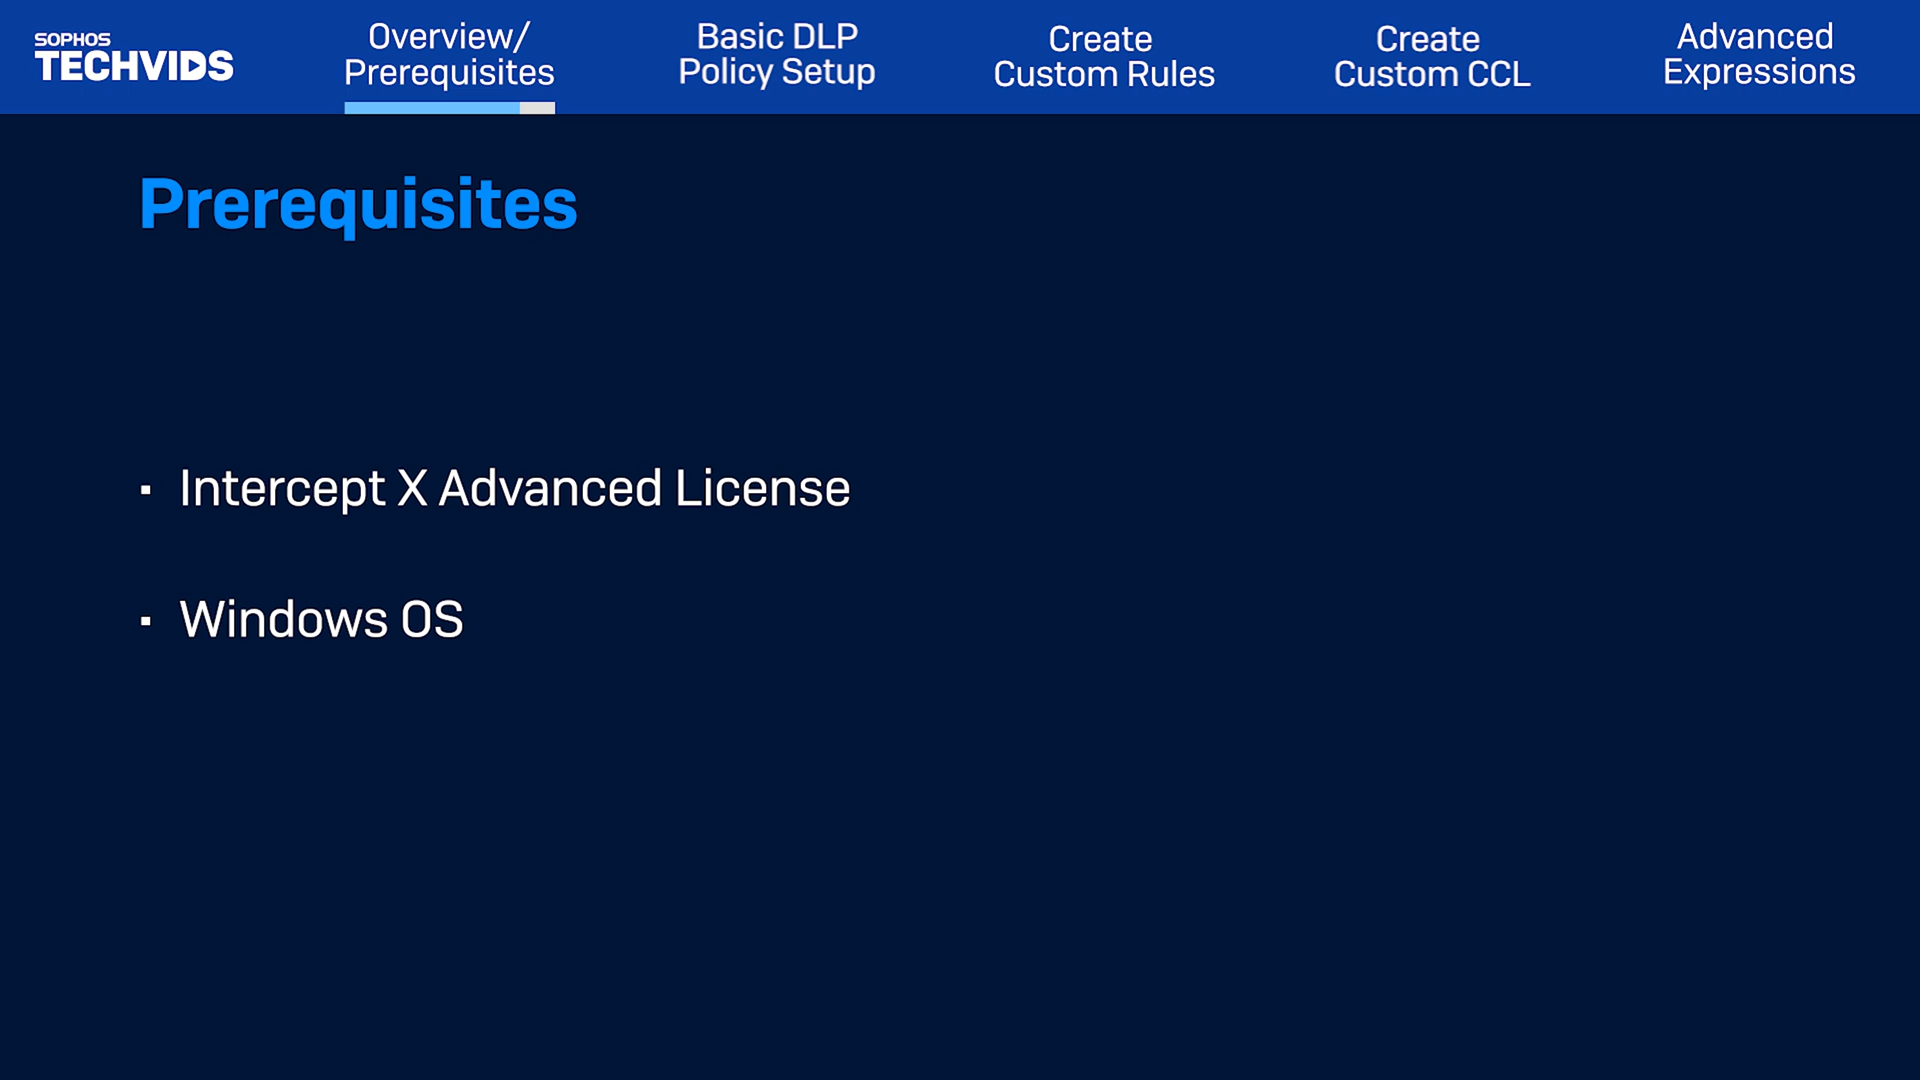 SOPHOS
TECHVIDS
Overview/
Prerequisites
Basic DLP
Policy Setup
Create
Custom Rules
Create
Custom CCL
Advanced
Expressions
Prerequisites
▪ Intercept X Advanced License
▪ Windows OS